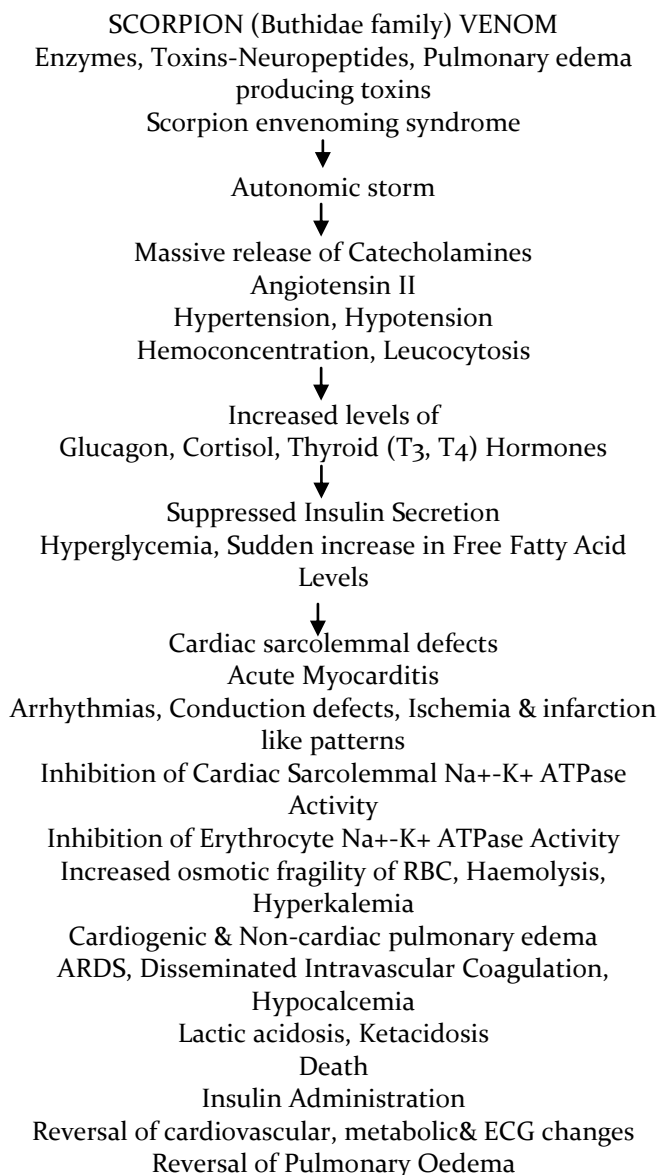 SCORPION (Buthidae family) VENOM
Enzymes, Toxins-Neuropeptides, Pulmonary edema
producing toxins
Scorpion envenoming syndrome
Autonomic storm
Massive release of Catecholamines
Angiotensin II
Hypertension, Hypotension
Hemoconcentration, Leucocytosis
Increased levels of
Glucagon, Cortisol, Thyroid (T3, T4) Hormones
Suppressed Insulin Secretion
Hyperglycemia, Sudden increase in Free Fatty Acid
Levels
Cardiac sarcolemmal defects
Acute Myocarditis
Arrhythmias, Conduction defects, Ischemia & infarction
like patterns
Inhibition of Cardiac Sarcolemmal Na+-K+ ATPase
Activity
Inhibition of Erythrocyte Na+-K+ ATPase Activity
Increased osmotic fragility of RBC, Haemolysis,
Hyperkalemia
Cardiogenic & Non-cardiac pulmonary edema
ARDS, Disseminated Intravascular Coagulation,
Hypocalcemia
Lactic acidosis, Ketacidosis
Death
Insulin Administration
Reversal of cardiovascular, metabolic& ECG changes
Reversal of Pulmonary Oedema